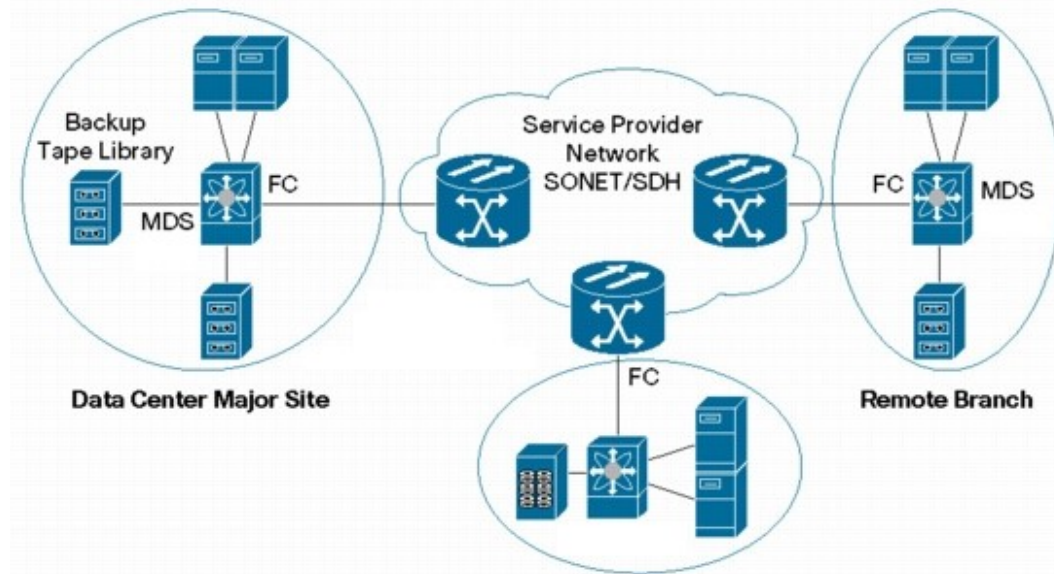 Backup
Tape Library
MDS
FC
Data Center Major Site
Service Provider
Network
SONET/SDH
FC
FC
MDS
Remote Branch